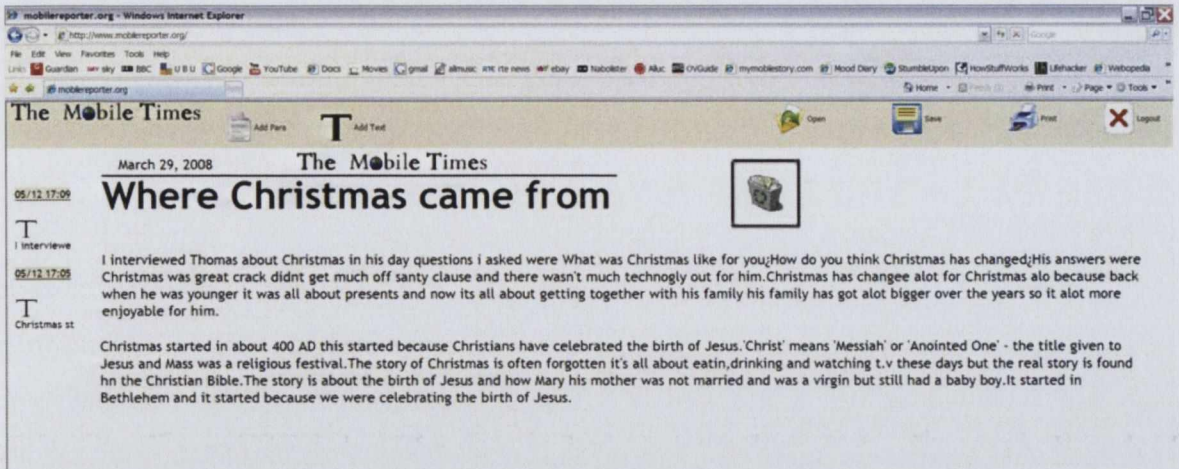 mobilereporter.org - Windows Internet Explorer
http://www.mobilereporter.org/ Google
File Edit View Favorites Tools Help
Links Guardian sky BBC U B U Google YouTube Docs Movies gmail allmusic rte news ebay Nabolister Alluc OVGuide mymobilestory.com Mood Diary StumbleUpon HowStuffWorks Lifehacker Webopedia
mobilereporter.org Home Print Page Tools
The Mobile Times Add Para T Add Text Open Save Print Logout
March 29, 2008 The Mobile Times
05/12 17:09 Where Christmas came from
T
I interviewe
05/12 17:05
T
Christmas st
I interviewed Thomas about Christmas in his day questions i asked were What was Christmas like for you¿How do you think Christmas has changed¿His answers were
Christmas was great crack didnt get much off santy clause and there wasn't much technogly out for him.Christmas has changee alot for Christmas alo because back
when he was younger it was all about presents and now its all about getting together with his family his family has got alot bigger over the years so it alot more
enjoyable for him.
Christmas started in about 400 AD this started because Christians have celebrated the birth of Jesus.'Christ' means 'Messiah' or 'Anointed One' - the title given to
Jesus and Mass was a religious festival.The story of Christmas is often forgotten it's all about eatin,drinking and watching t.v these days but the real story is found
hn the Christian Bible.The story is about the birth of Jesus and how Mary his mother was not married and was a virgin but still had a baby boy.It started in
Bethlehem and it started because we were celebrating the birth of Jesus.